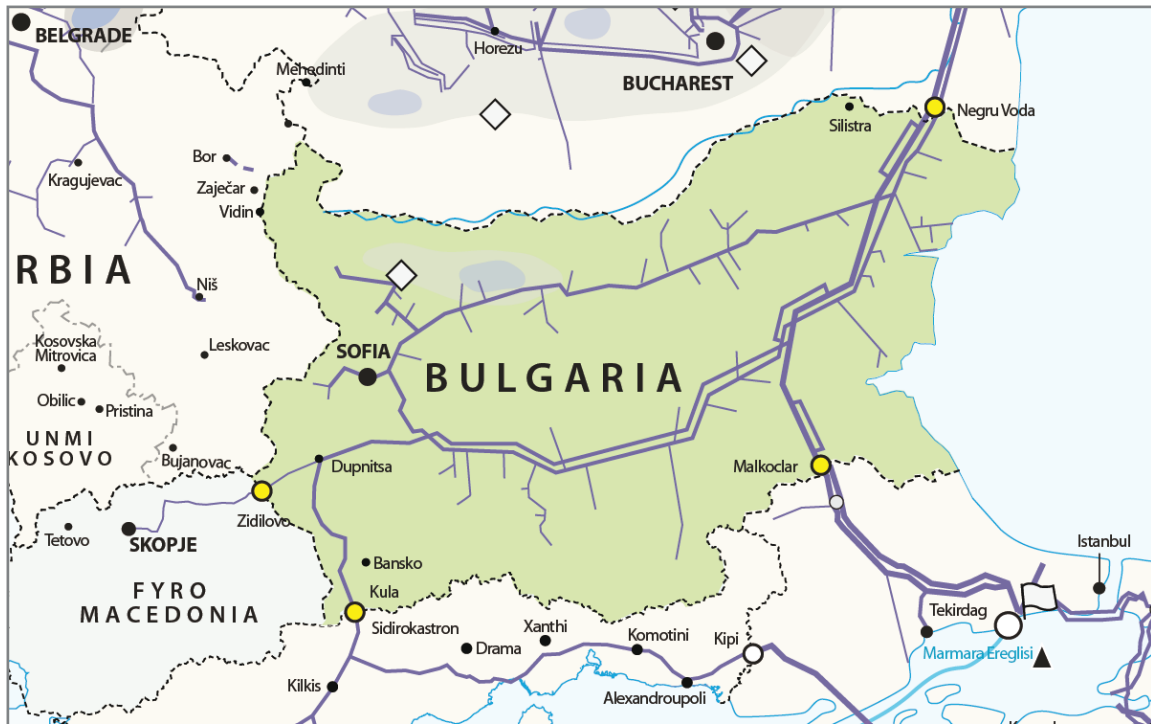 BELGRADE
Horezu
BUCHAREST
Mehedinti
Silistra
Negru Voda
Bor
Kragujevac
Zaječar
Vidin
RBIA
Niš
Kosovska
Mitrovica
Leskovac
SOFIA
BULGARIA
Obilic
Pristina
UNMI
KOSOVO
Bujanovac
Dupnitsa
Malkoclar
Zidilovo
Tetovo
SKOPJE
Bansko
Istanbul
FYRO
MACEDONIA
Kula
Sidirokastron
Xanthi
Drama
Komotini
Kipi
Tekirdag
Marmara Ereglisi
Kilkis
Alexandroupoli